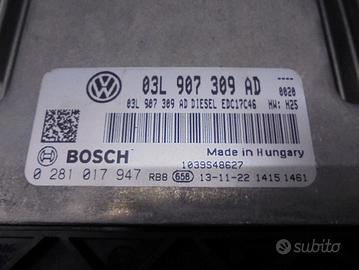 03L 907 309 AD ----
03L 907 309 AD DIESEL EDC17C46 0020
HW: H25
Made in Hungary
BOSCH 1039S48627
0 281 017 947 RBB 658 13-11-22 1415 1461
subito